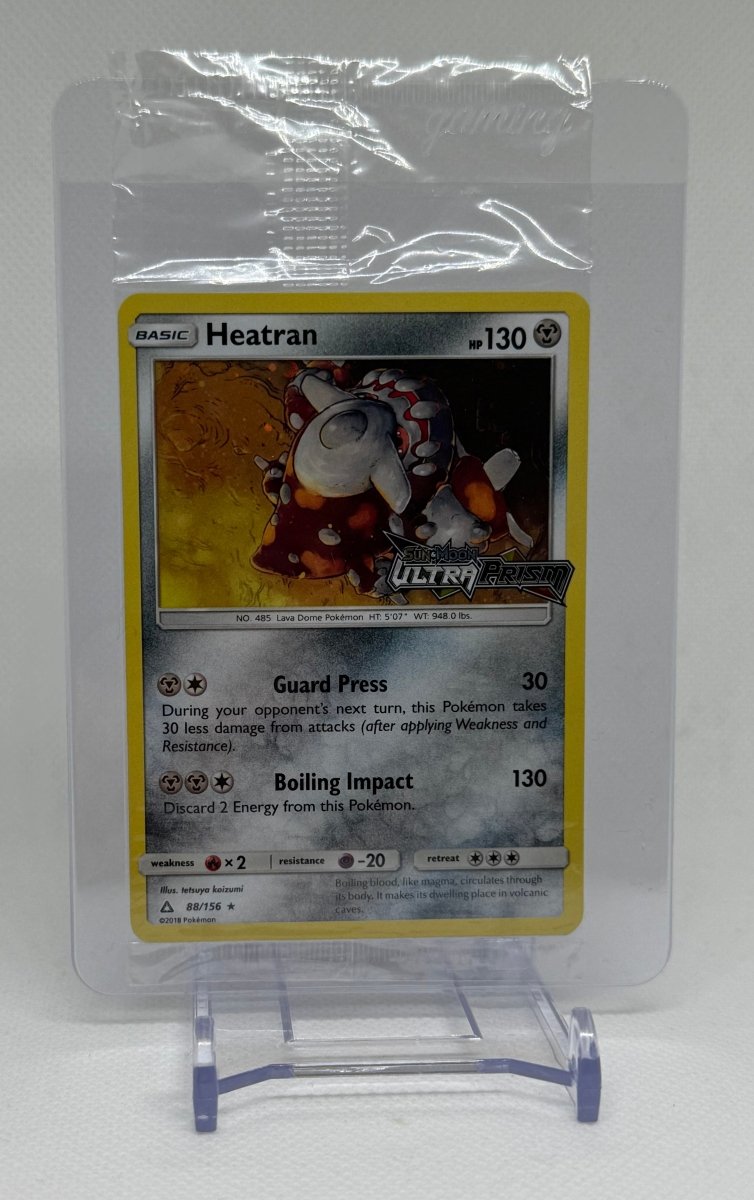 gaming
BASIC Heatran HP 130
SUN & MOON
ULTRA PRISM
NO. 485 Lava Dome Pokémon HT: 5'07" WT: 948.0 lbs.
Guard Press 30
During your opponent's next turn, this Pokémon takes
30 less damage from attacks (after applying Weakness and
Resistance).
Boiling Impact 130
Discard 2 Energy from this Pokémon.
weakness ×2 resistance -20 retreat
Illus. tetsuya koizumi
88/156 ★
©2018 Pokémon
Boiling blood, like magma, circulates through
its body. It makes its dwelling place in volcanic
caves.